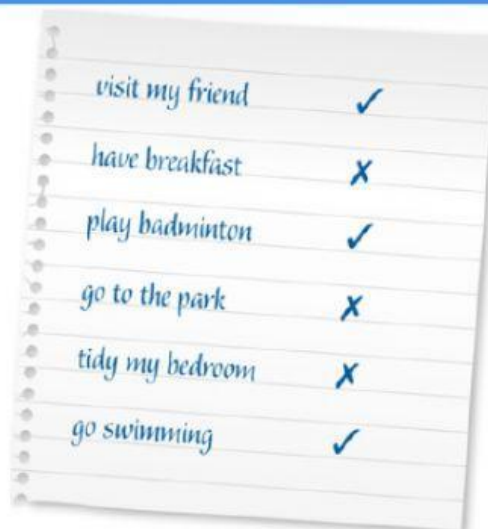 visit my friend ✓
have breakfast ✗
play badminton ✓
go to the park ✗
tidy my bedroom ✗
go swimming ✓